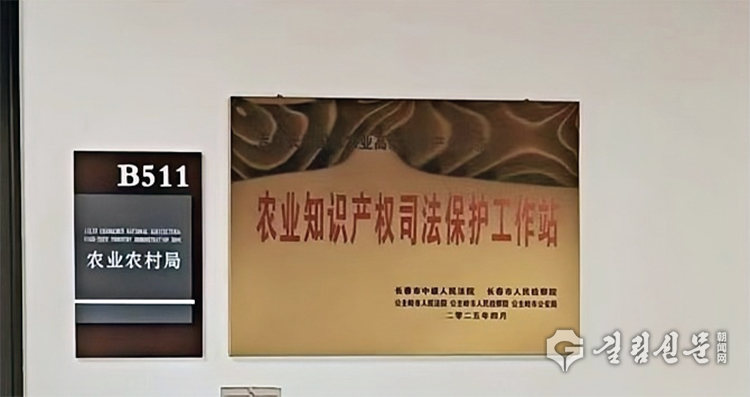 B511
农业农村局
农业知识产权司法保护工作站
长春市中级人民法院 长春市人民检察院
公主岭市人民法院 公主岭市人民检察院 公主岭市公安局
二零二五年四月
길림신문
朝闻网